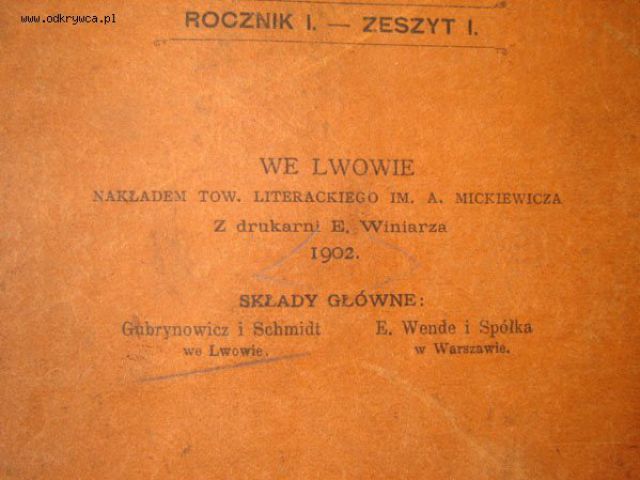 www.odkrywca.pl
ROCZNIK I. — ZESZYT I.
WE LWOWIE
NAKŁADEM TOW. LITERACKIEGO IM. A. MICKIEWICZA
Z drukarni E. Winiarza
1902.
SKŁADY GŁÓWNE:
Gubrynowicz i Schmidt E. Wende i Spółka
we Lwowie. w Warszawie.